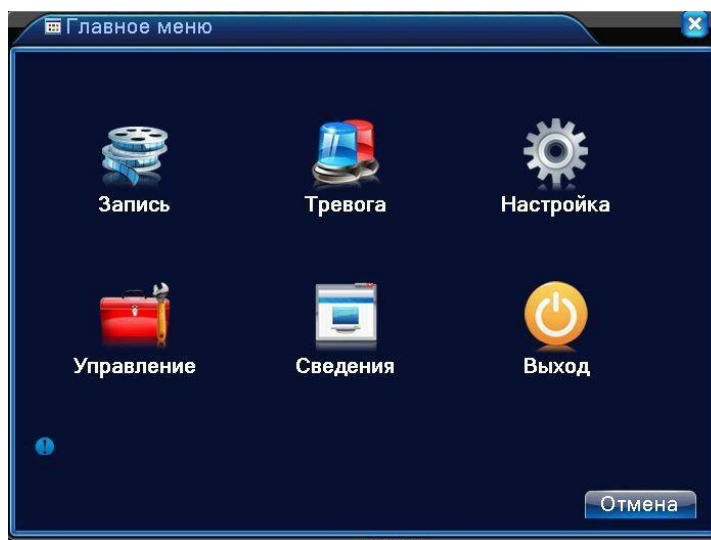 Главное меню
Запись
Тревога
Настройка
Управление
Сведения
Выход
Отмена